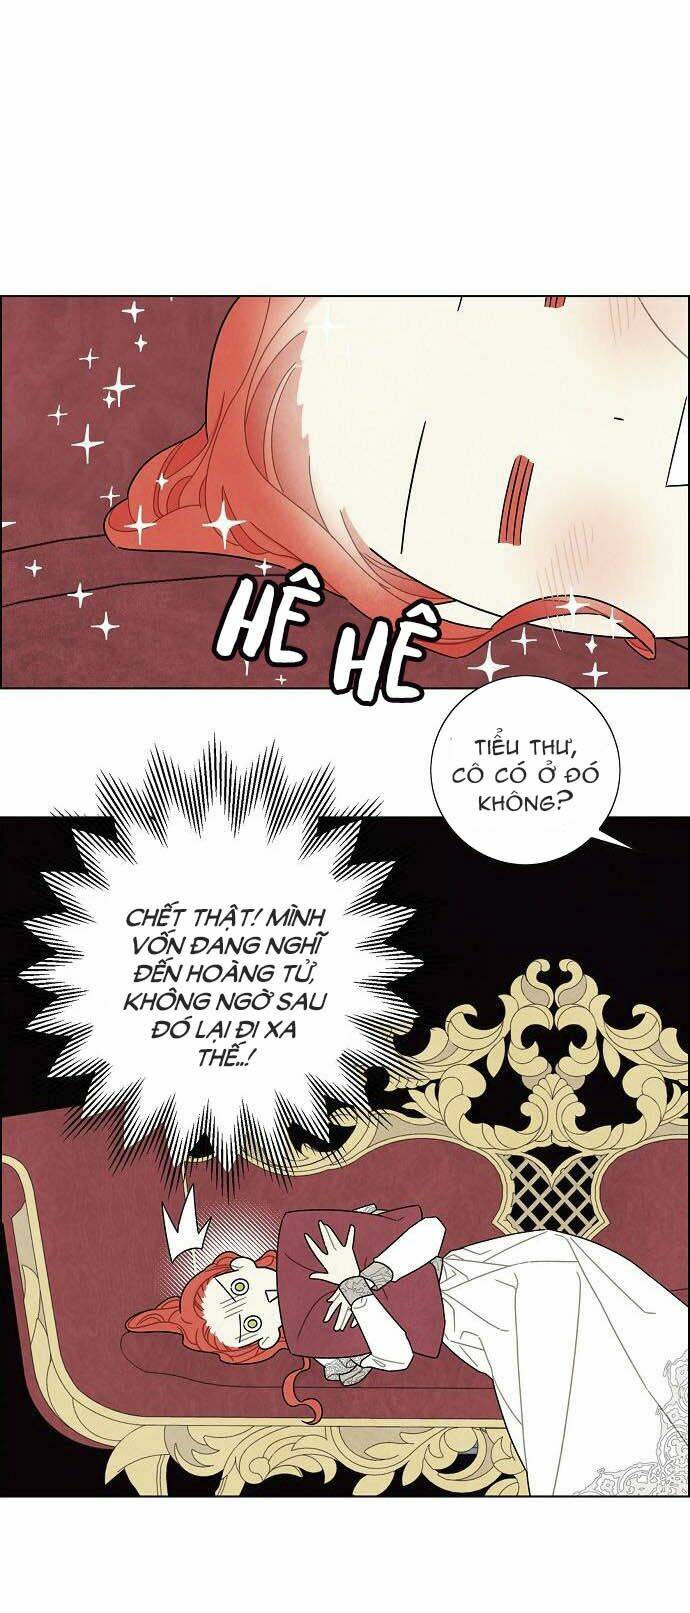 HÊ HÊ
TIỂU THƯ,
CÔ CÓ Ở ĐÓ
KHÔNG?
CHẾT THẬT! MÌNH
VỐN ĐANG NGHĨ
ĐẾN HOÀNG TỬ,
KHÔNG NGỜ SAU
ĐÓ LẠI ĐI XA
THẾ..!